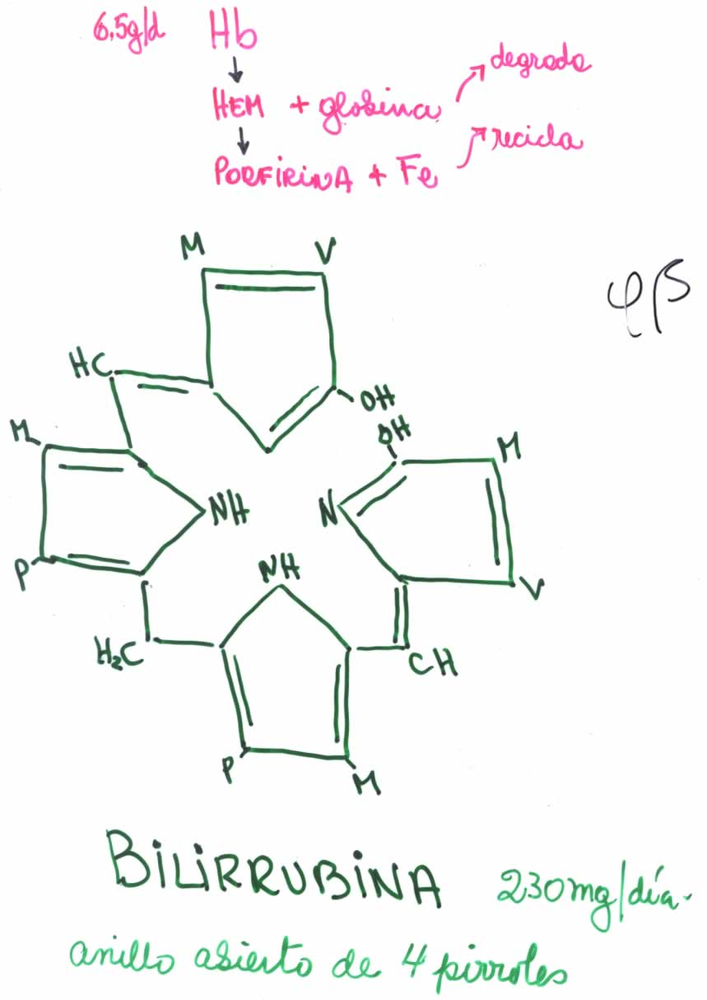 6,5g/d Hb
degrada
HEM + globina
recicla
PORFIRINA + Fe
M V
φβ
HC
OH
OH
M M
NH N
P NH V
H₂C CH
P M
BILIRRUBINA 230mg/día.
anillo abierto de 4 pirroles